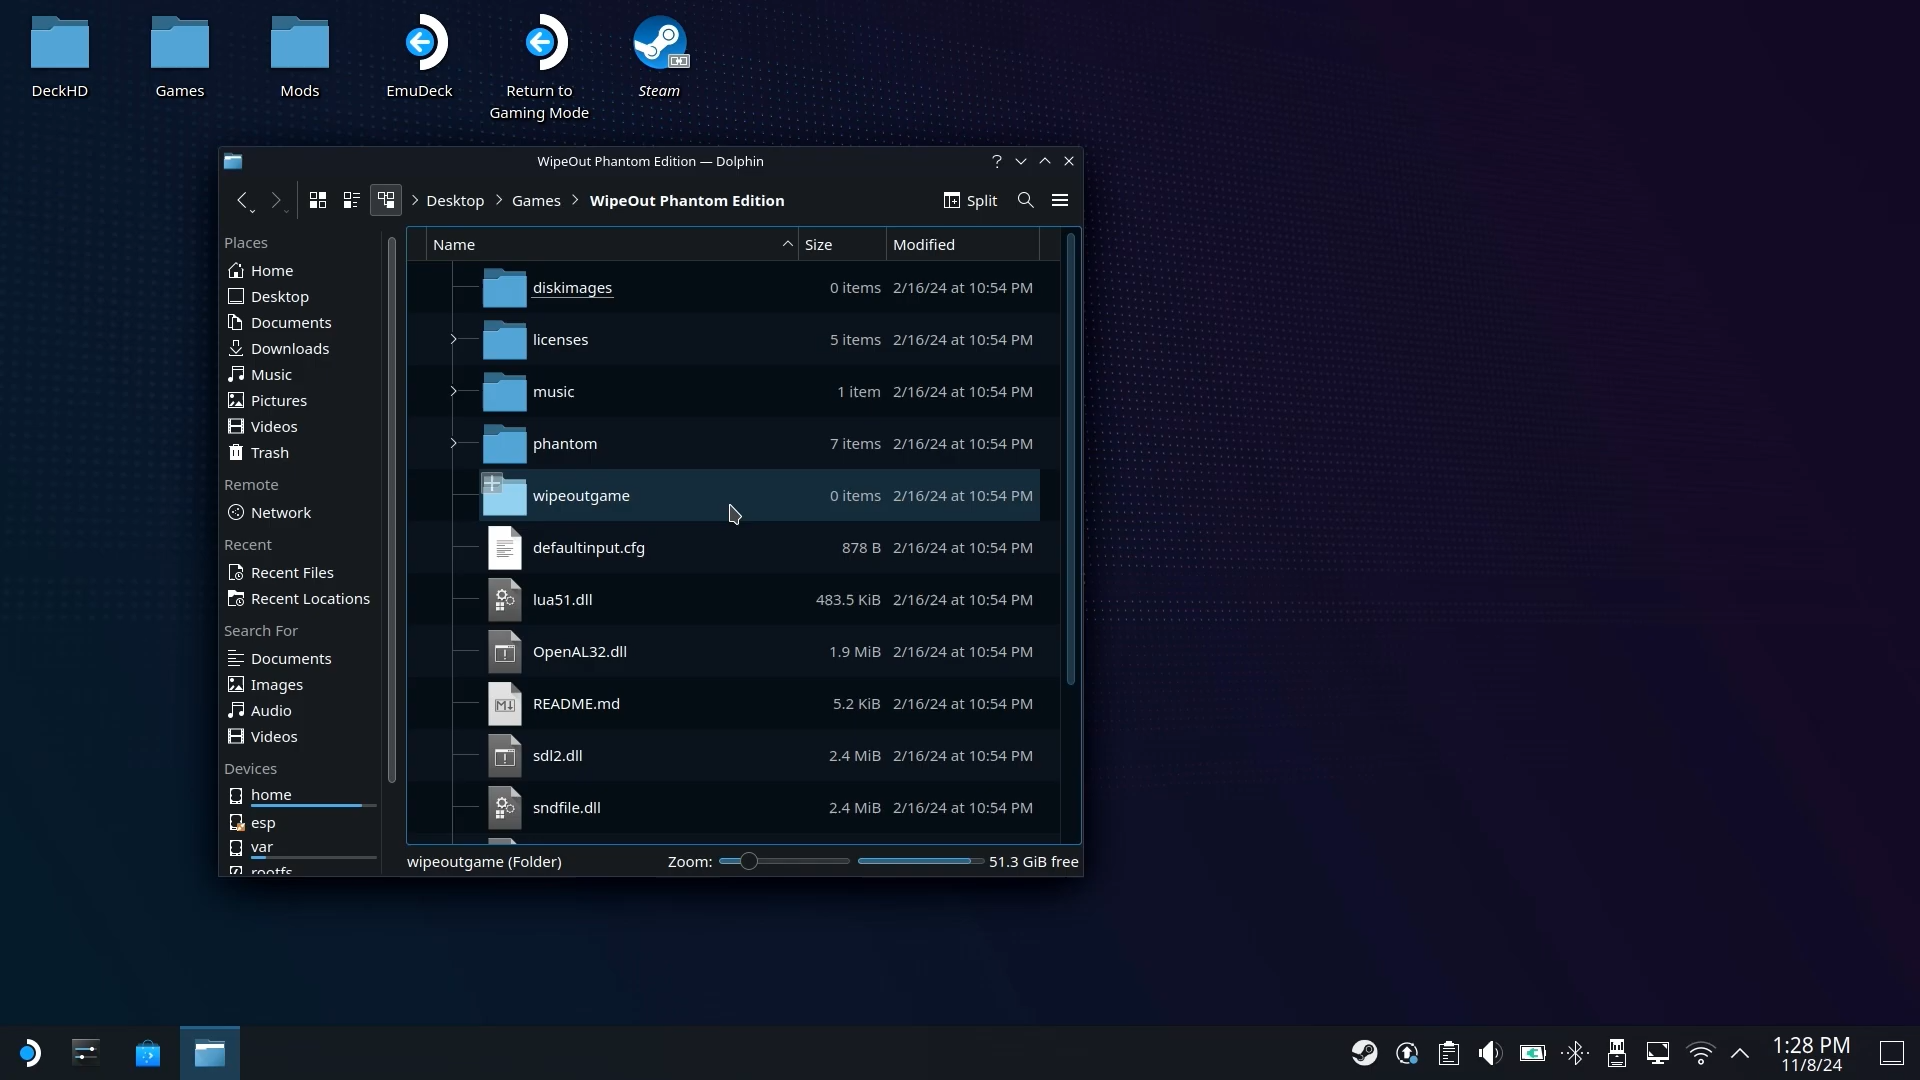 DeckHD
Games
Mods
EmuDeck
Return to
Gaming Mode
Steam
WipeOut Phantom Edition — Dolphin
Desktop
Games
WipeOut Phantom Edition
Split
Places
Home
Desktop
Documents
Downloads
Music
Pictures
Videos
Trash
Remote
Network
Recent
Recent Files
Recent Locations
Search For
Documents
Images
Audio
Videos
Devices
home
esp
var
rootfs
Name Size Modified
diskimages 0 items 2/16/24 at 10:54 PM
licenses 5 items 2/16/24 at 10:54 PM
music 1 item 2/16/24 at 10:54 PM
phantom 7 items 2/16/24 at 10:54 PM
wipeoutgame 0 items 2/16/24 at 10:54 PM
defaultinput.cfg 878 B 2/16/24 at 10:54 PM
lua51.dll 483.5 KiB 2/16/24 at 10:54 PM
OpenAL32.dll 1.9 MiB 2/16/24 at 10:54 PM
README.md 5.2 KiB 2/16/24 at 10:54 PM
sdl2.dll 2.4 MiB 2/16/24 at 10:54 PM
sndfile.dll 2.4 MiB 2/16/24 at 10:54 PM
wipeoutgame (Folder) Zoom: 51.3 GiB free
1:28 PM
11/8/24